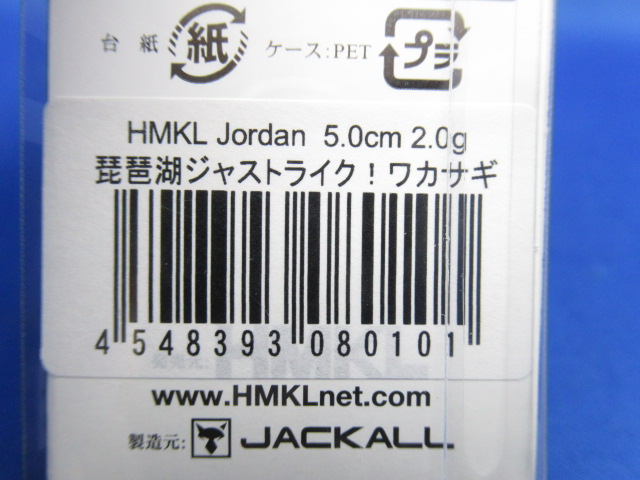 台紙 紙 ケース:PET プラ
HMKL Jordan 5.0cm 2.0g
琵琶湖ジャストライク！ワカサギ
4 548393 080101
www.HMKLnet.com
製造元: JACKALL